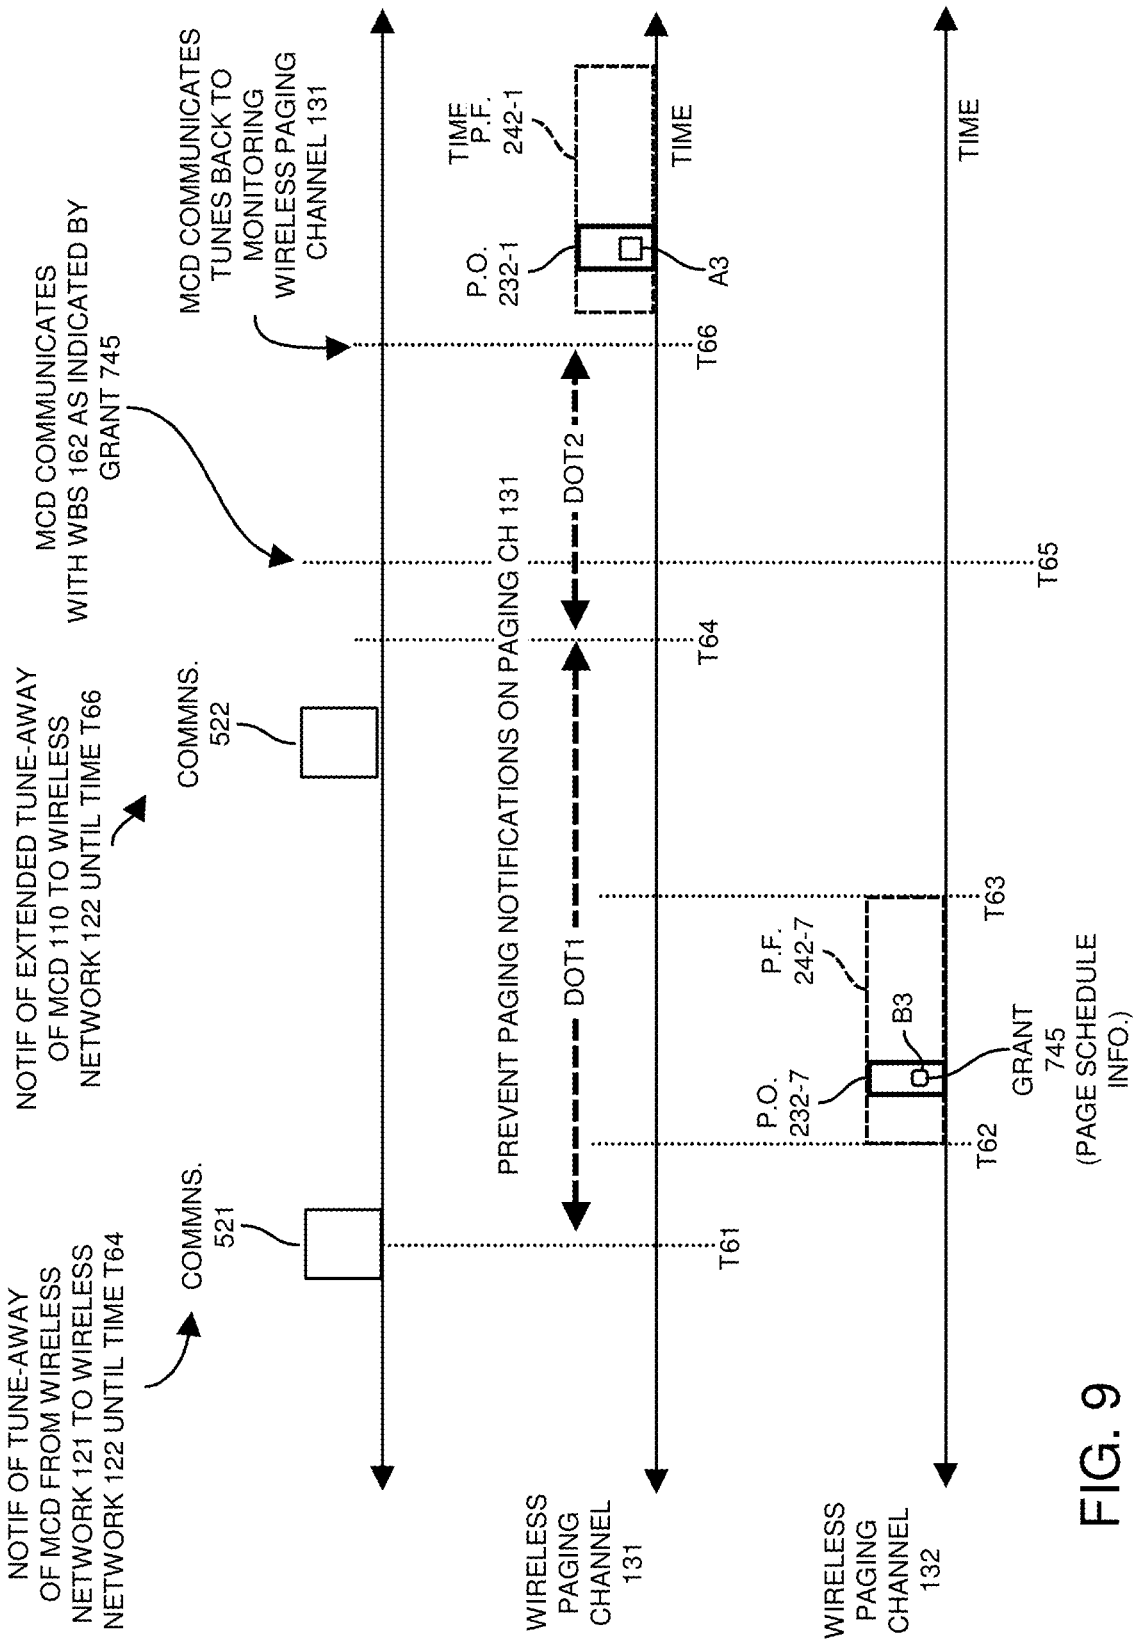 NOTIF OF TUNE-AWAY
OF MCD FROM WIRELESS
NETWORK 121 TO WIRELESS
NETWORK 122 UNTIL TIME T64
NOTIF OF EXTENDED TUNE-AWAY
OF MCD 110 TO WIRELESS
NETWORK 122 UNTIL TIME T66
MCD COMMUNICATES
WITH WBS 162 AS INDICATED BY
GRANT 745
MCD COMMUNICATES
TUNES BACK TO
MONITORING
WIRELESS PAGING
CHANNEL 131
COMMNS.
521
COMMNS.
522
PREVENT PAGING NOTIFICATIONS ON PAGING CH 131
DOT1
DOT2
P.O.
232-1
TIME
P.F.
242-1
WIRELESS
PAGING
CHANNEL
131
T61
T64
T66
A3
TIME
P.O.
232-7
P.F.
242-7
B3
WIRELESS
PAGING
CHANNEL
132
T62
T63
T65
TIME
GRANT
745
(PAGE SCHEDULE
INFO.)
FIG. 9